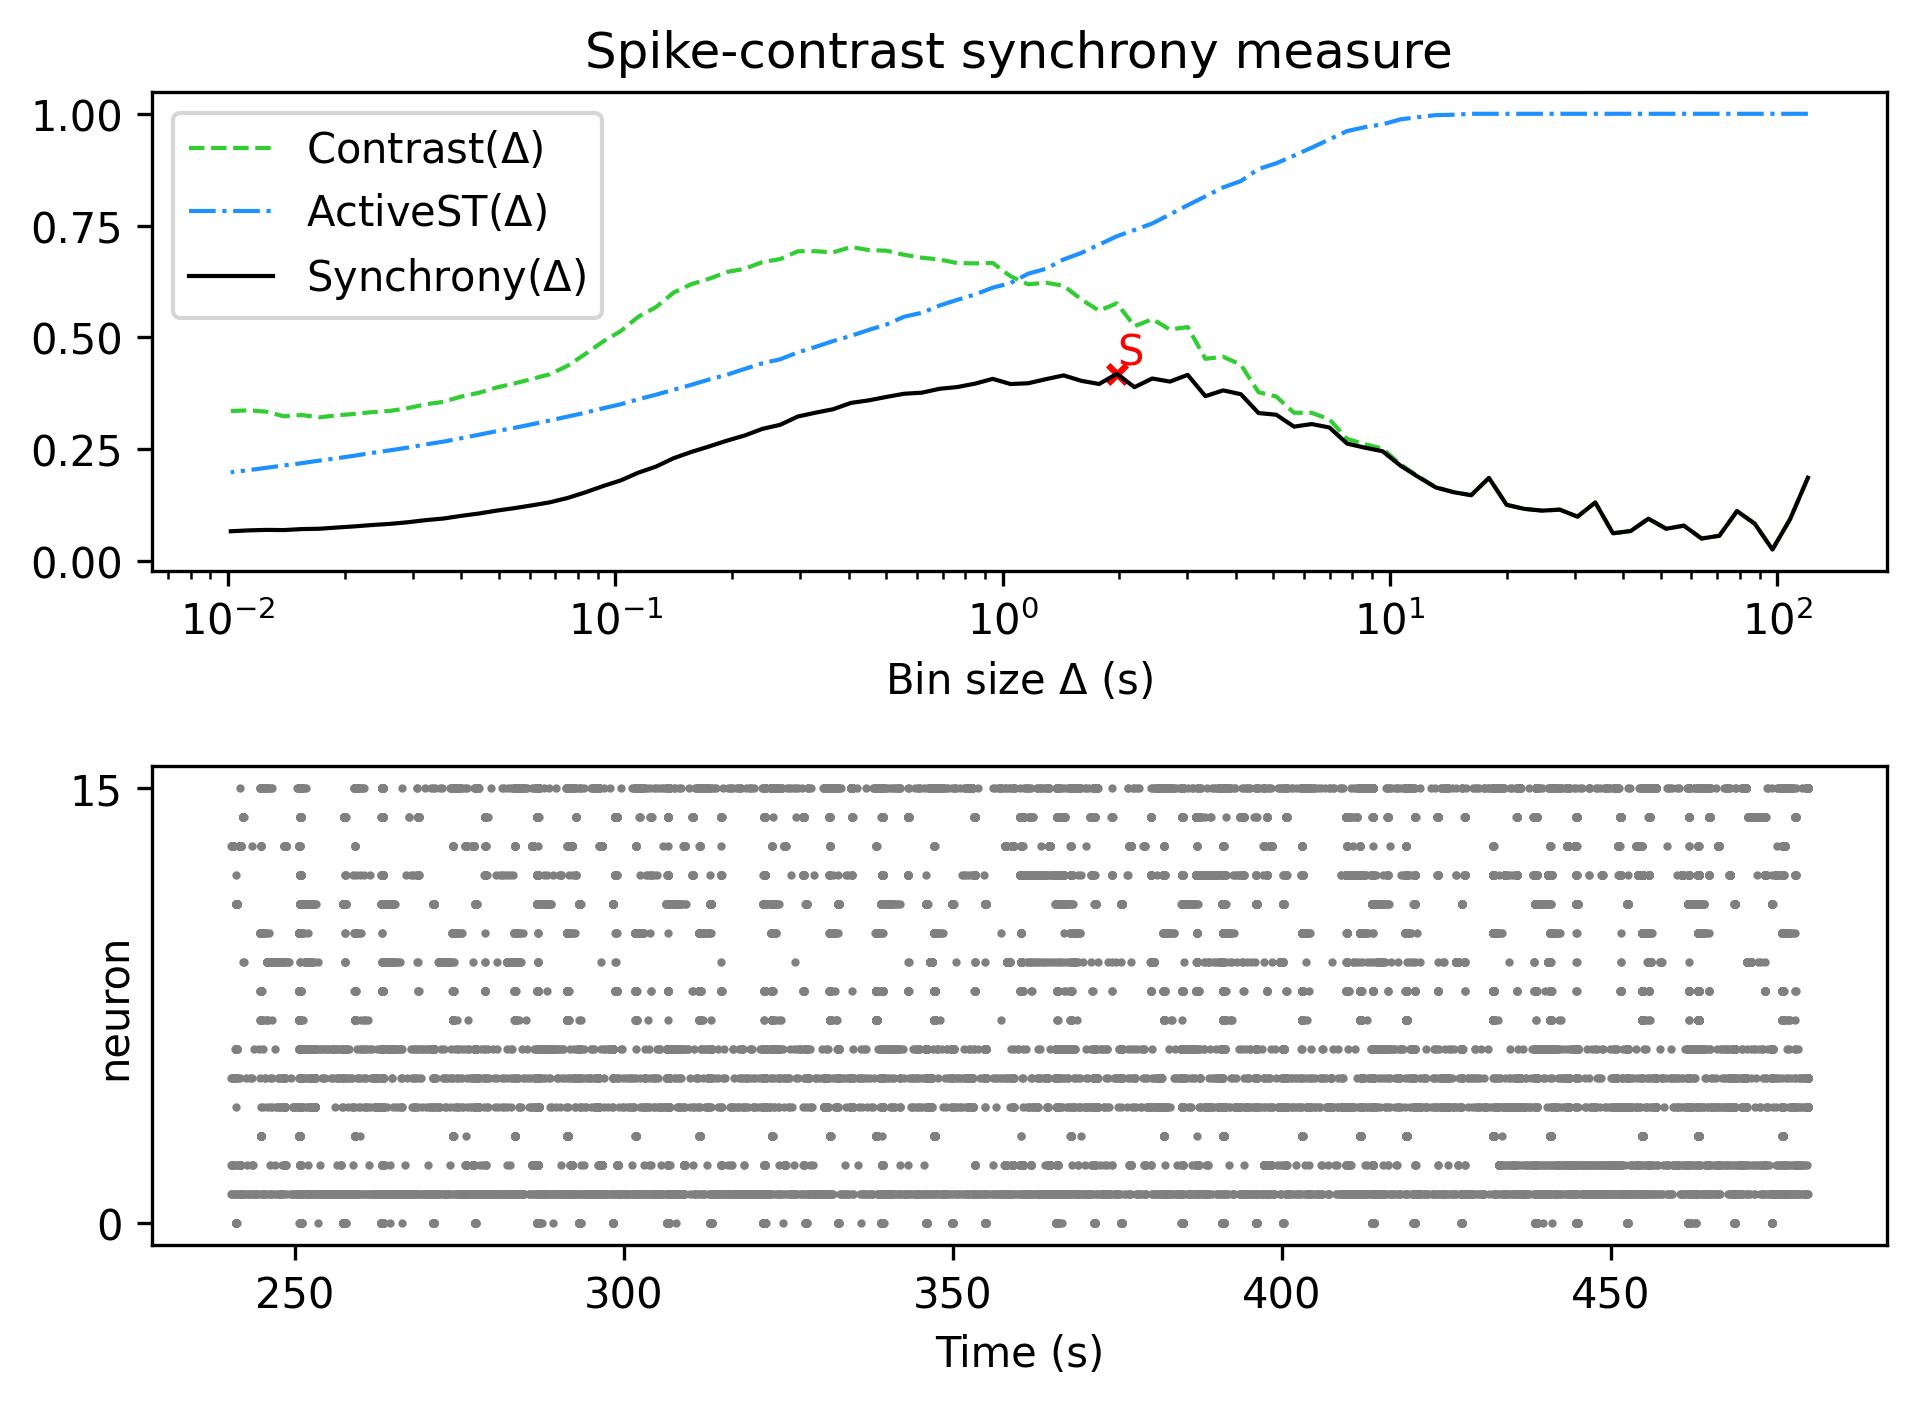 Spike-contrast synchrony measure
1.00
0.75
0.50
0.25
0.00
Contrast(Δ)
ActiveST(Δ)
Synchrony(Δ)
S
10⁻² 10⁻¹ 10⁰ 10¹ 10²
Bin size Δ (s)
15
0
neuron
250 300 350 400 450
Time (s)